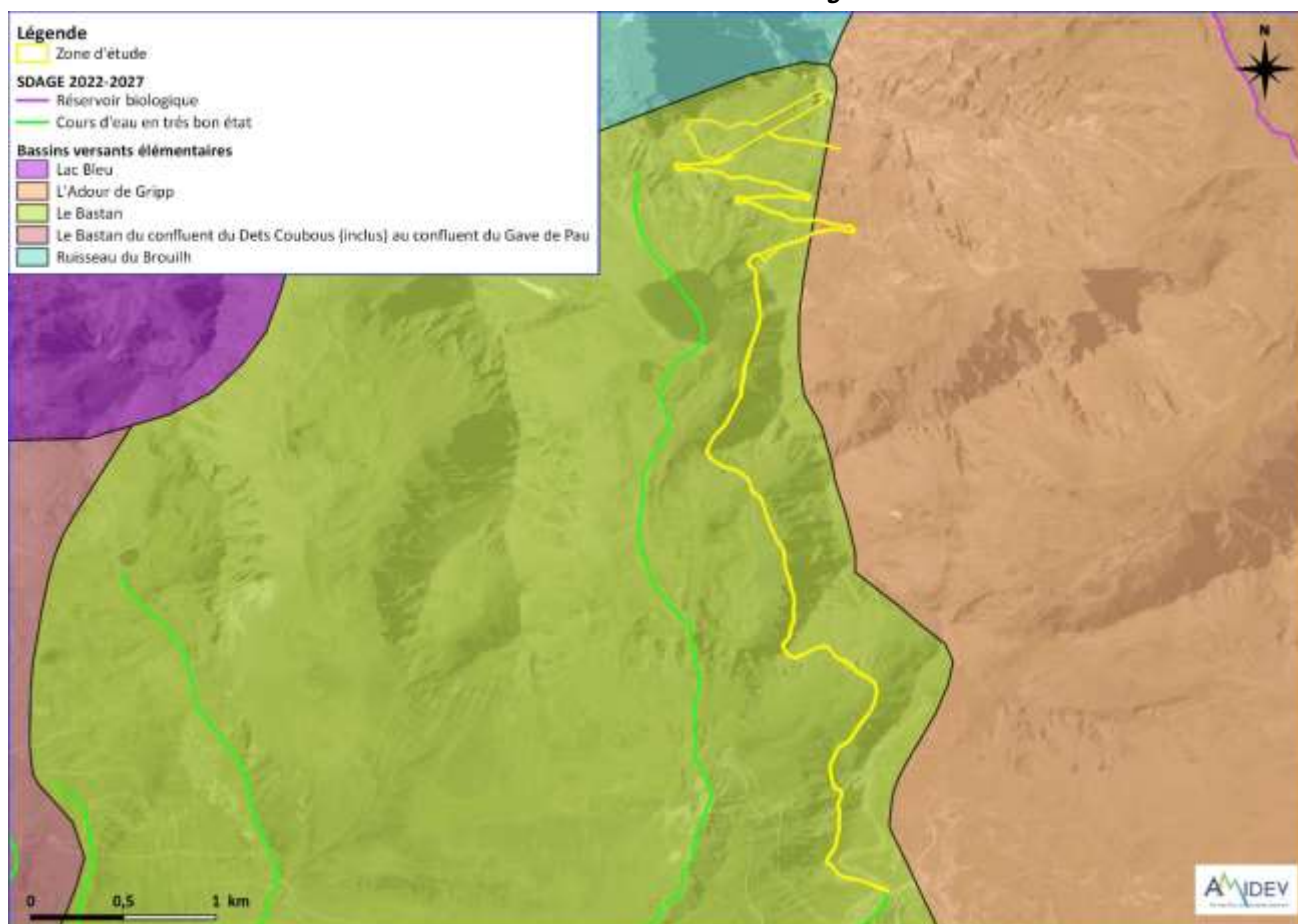 Légende
Zone d'étude
SDAGE 2022-2027
Réservoir biologique
Cours d'eau en très bon état
Bassins versants élémentaires
Lac Bleu
L'Adour de Gripp
Le Bastan
Le Bastan du confluent du Dets Coubous (inclus) au confluent du Gave de Pau
Ruisseau du Brouilh
N
0 0,5 1 km
AMIDEV